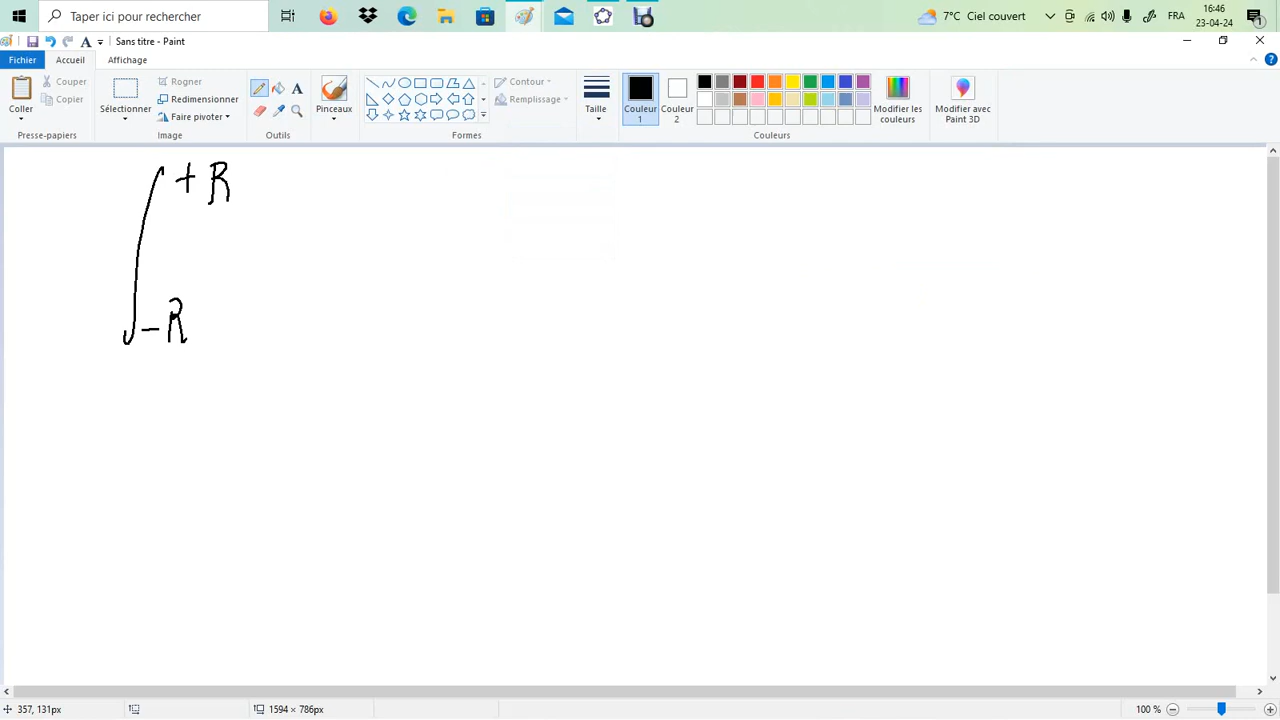 Taper ici pour rechercher
7°C Ciel couvert
FRA
16:46
23-04-24
1
Sans titre - Paint
Fichier
Accueil
Affichage
Coller
Couper
Copier
Presse-papiers
Sélectionner
Rogner
Redimensionner
Faire pivoter
Image
A
Outils
Pinceaux
Contour
Remplissage
Formes
Taille
Couleur
1
Couleur
2
Modifier les
couleurs
Couleurs
Modifier avec
Paint 3D
∫ + R
− R
357, 131px
1594 × 786px
100 %